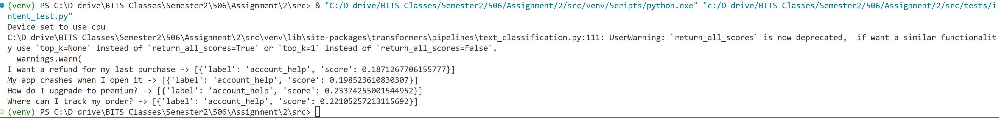 (venv) PS C:\D drive\BITS Classes\Semester2\506\Assignment\2\src> & "C:/D drive/BITS Classes/Semester2/506/Assignment/2/src/venv/Scripts/python.exe" "c:/D drive/BITS Classes/Semester2/506/Assignment/2/src/tests/i
ntent_test.py"
Device set to use cpu
C:\D drive\BITS Classes\Semester2\506\Assignment\2\src\venv\lib\site-packages\transformers\pipelines\text_classification.py:111: UserWarning: `return_all_scores` is now deprecated,  if want a similar functionalit
y use `top_k=None` instead of `return_all_scores=True` or `top_k=1` instead of `return_all_scores=False`.
  warnings.warn(
I want a refund for my last purchase -> [{'label': 'account_help', 'score': 0.1871267706155777}]
My app crashes when I open it -> [{'label': 'account_help', 'score': 0.198523610830307}]
How do I upgrade to premium? -> [{'label': 'account_help', 'score': 0.23374255001544952}]
Where can I track my order? -> [{'label': 'account_help', 'score': 0.22105257213115692}]
(venv) PS C:\D drive\BITS Classes\Semester2\506\Assignment\2\src>